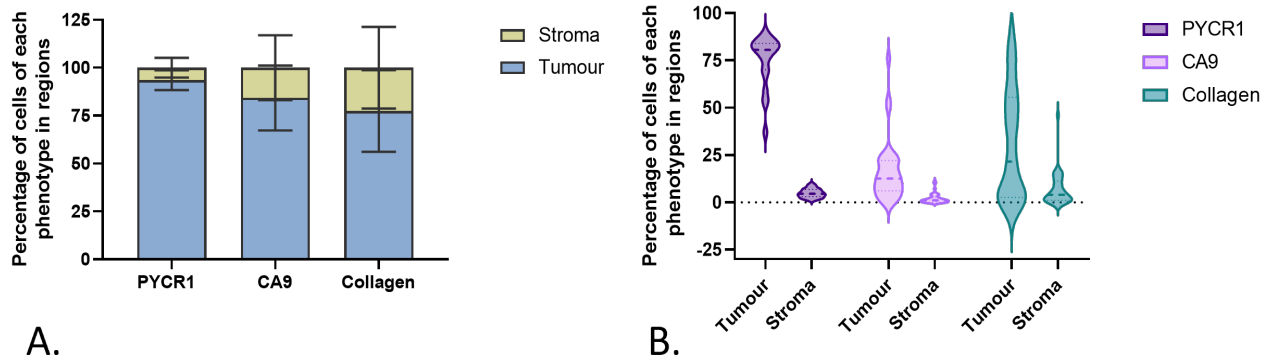 Percentage of cells of each
phenotype in regions
125
100
75
50
25
0
PYCR1 CA9 Collagen
Stroma
Tumour
A.
Percentage of cells of each
phenotype in regions
100
75
50
25
0
-25
Tumour Stroma Tumour Stroma Tumour Stroma
PYCR1
CA9
Collagen
B.